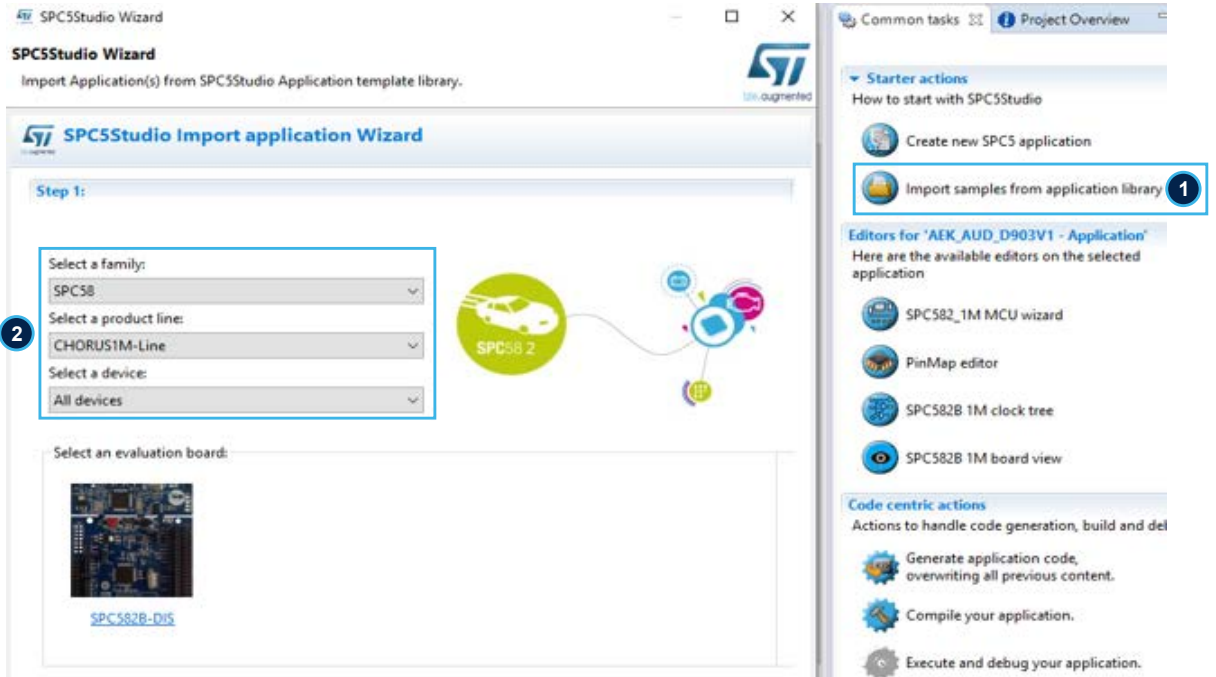 SPC5Studio Wizard
SPC5Studio Wizard
Import Application(s) from SPC5Studio Application template library.
SPC5Studio Import application Wizard
Step 1:
2
Select a family:
SPC58
Select a product line:
CHORUS1M-Line
Select a device:
All devices
SPC58 2
Select an evaluation board:
SPC582B-DIS
Common tasks
Project Overview
Starter actions
How to start with SPC5Studio
Create new SPC5 application
Import samples from application library
1
Editors for 'AEK_AUD_D903V1 - Application'
Here are the available editors on the selected
application
SPC582_1M MCU wizard
PinMap editor
SPC582B 1M clock tree
SPC582B 1M board view
Code centric actions
Actions to handle code generation, build and del
Generate application code,
overwriting all previous content.
Compile your application.
Execute and debug your application.